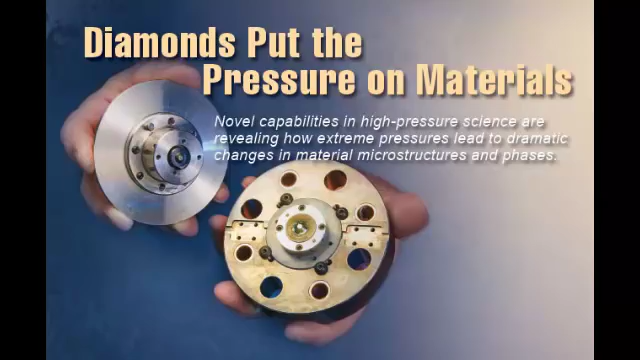 Diamonds Put the
Pressure on Materials
Novel capabilities in high-pressure science are
revealing how extreme pressures lead to dramatic
changes in material microstructures and phases.